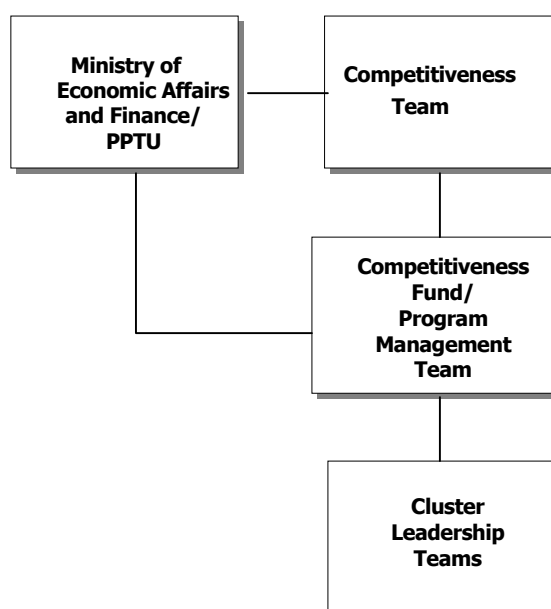 Ministry of
Economic Affairs
and Finance/
PPTU
Competitiveness
Team
Competitiveness
Fund/
Program
Management
Team
Cluster
Leadership
Teams